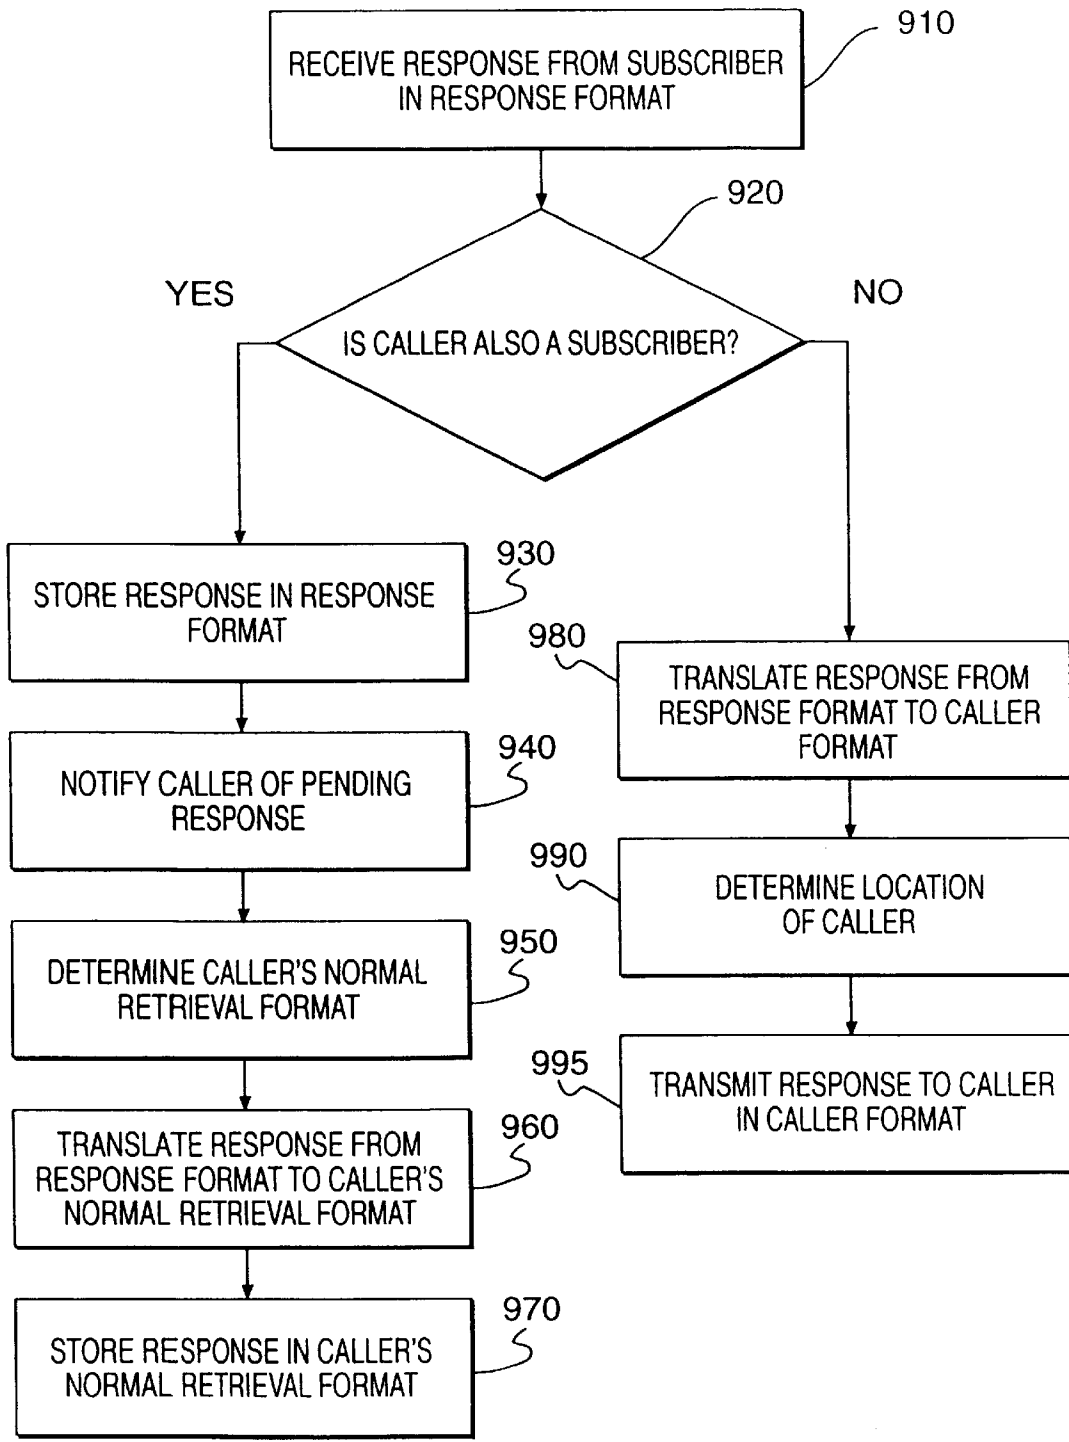 910
RECEIVE RESPONSE FROM SUBSCRIBER
IN RESPONSE FORMAT
920
YES
NO
IS CALLER ALSO A SUBSCRIBER?
930
STORE RESPONSE IN RESPONSE
FORMAT
940
NOTIFY CALLER OF PENDING
RESPONSE
950
DETERMINE CALLER'S NORMAL
RETRIEVAL FORMAT
960
TRANSLATE RESPONSE FROM
RESPONSE FORMAT TO CALLER'S
NORMAL RETRIEVAL FORMAT
970
STORE RESPONSE IN CALLER'S
NORMAL RETRIEVAL FORMAT
980
TRANSLATE RESPONSE FROM
RESPONSE FORMAT TO CALLER
FORMAT
990
DETERMINE LOCATION
OF CALLER
995
TRANSMIT RESPONSE TO CALLER
IN CALLER FORMAT